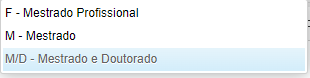 F - Mestrado Profissional
M - Mestrado
M/D - Mestrado e Doutorado